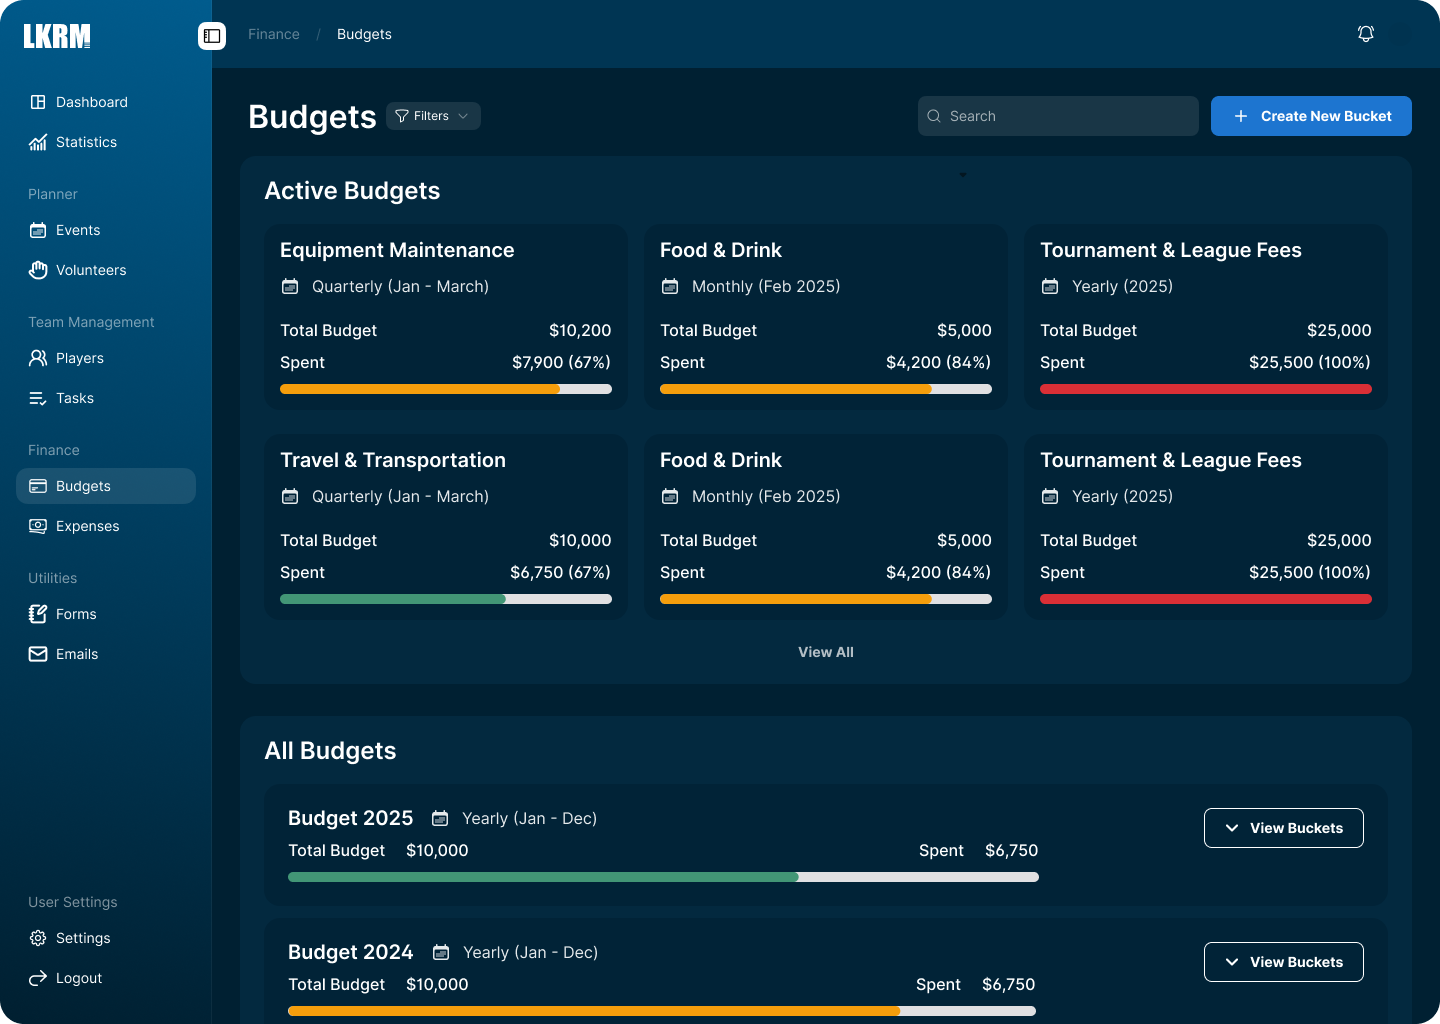 LKRM
Finance / Budgets
Dashboard
Statistics
Planner
Events
Volunteers
Team Management
Players
Tasks
Finance
Budgets
Expenses
Utilities
Forms
Emails
User Settings
Settings
Logout
Budgets
Filters
Search
Create New Bucket
Active Budgets
Equipment Maintenance
Quarterly (Jan - March)
Total Budget $10,200
Spent $7,900 (67%)
Food & Drink
Monthly (Feb 2025)
Total Budget $5,000
Spent $4,200 (84%)
Tournament & League Fees
Yearly (2025)
Total Budget $25,000
Spent $25,500 (100%)
Travel & Transportation
Quarterly (Jan - March)
Total Budget $10,000
Spent $6,750 (67%)
Food & Drink
Monthly (Feb 2025)
Total Budget $5,000
Spent $4,200 (84%)
Tournament & League Fees
Yearly (2025)
Total Budget $25,000
Spent $25,500 (100%)
View All
All Budgets
Budget 2025 Yearly (Jan - Dec)
Total Budget $10,000 Spent $6,750
View Buckets
Budget 2024 Yearly (Jan - Dec)
Total Budget $10,000 Spent $6,750
View Buckets